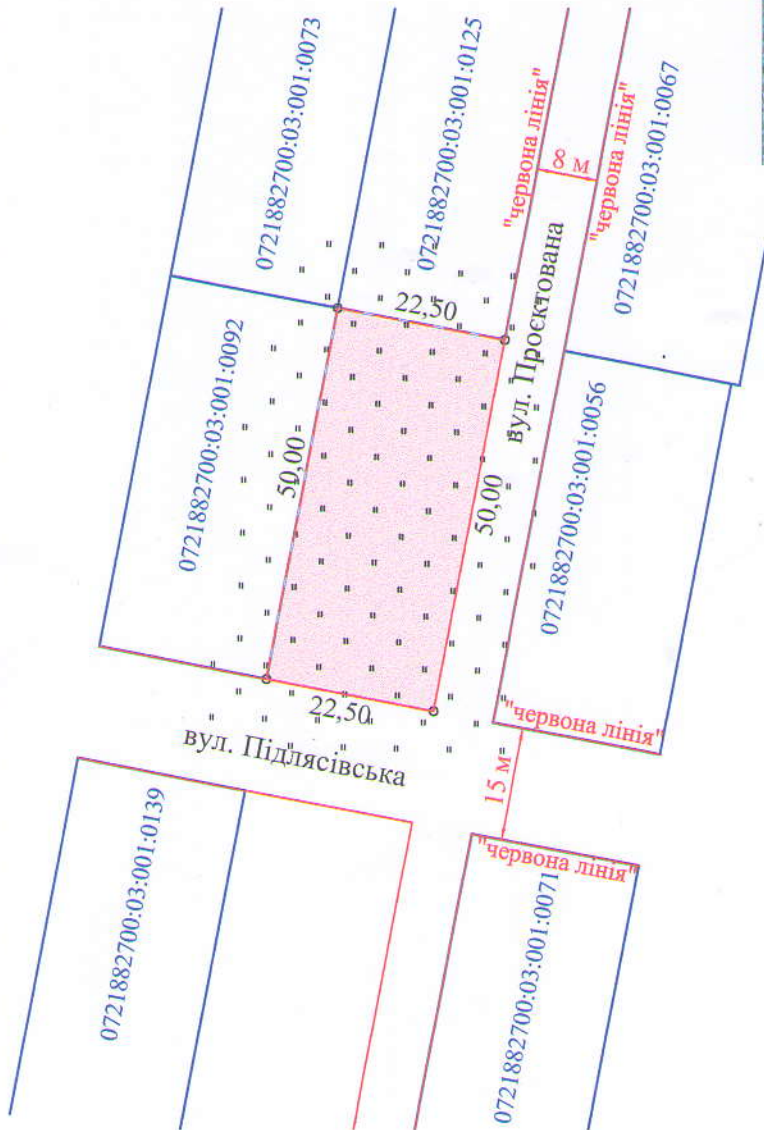 0721882700:03:001:0073
0721882700:03:001:0125
"червона лінія"
8 м
"червона лінія"
0721882700:03:001:0067
22,50
вул. Проєктована
0721882700:03:001:0092
50,00
50,00
0721882700:03:001:0056
22,50
"червона лінія"
вул. Підлясівська
15 м
0721882700:03:001:0139
"червона лінія"
0721882700:03:001:0071